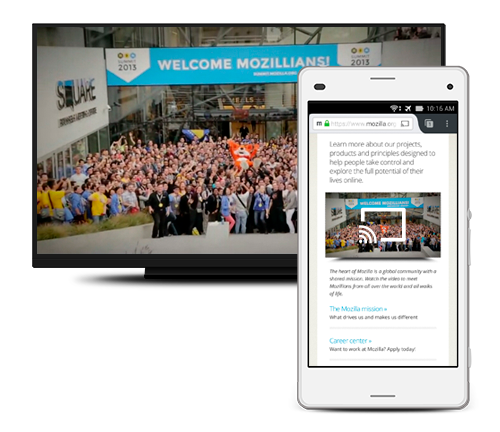 SUMMIT
2013
WELCOME MOZILLIANS!
SQUARE
10:16 AM
m https://www.mozilla.org
Learn more about our projects,
products and principles designed to
help people take control and
explore the full potential of their
lives online.
WELCOME MOZILLIANS!
The heart of Mozilla is a global community with a
shared mission. Watch the video to meet
Mozillians from all over the world and all walks
of life.
The Mozilla mission »
What drives us and makes us different
Career center »
Want to work at Mozilla? Apply today!